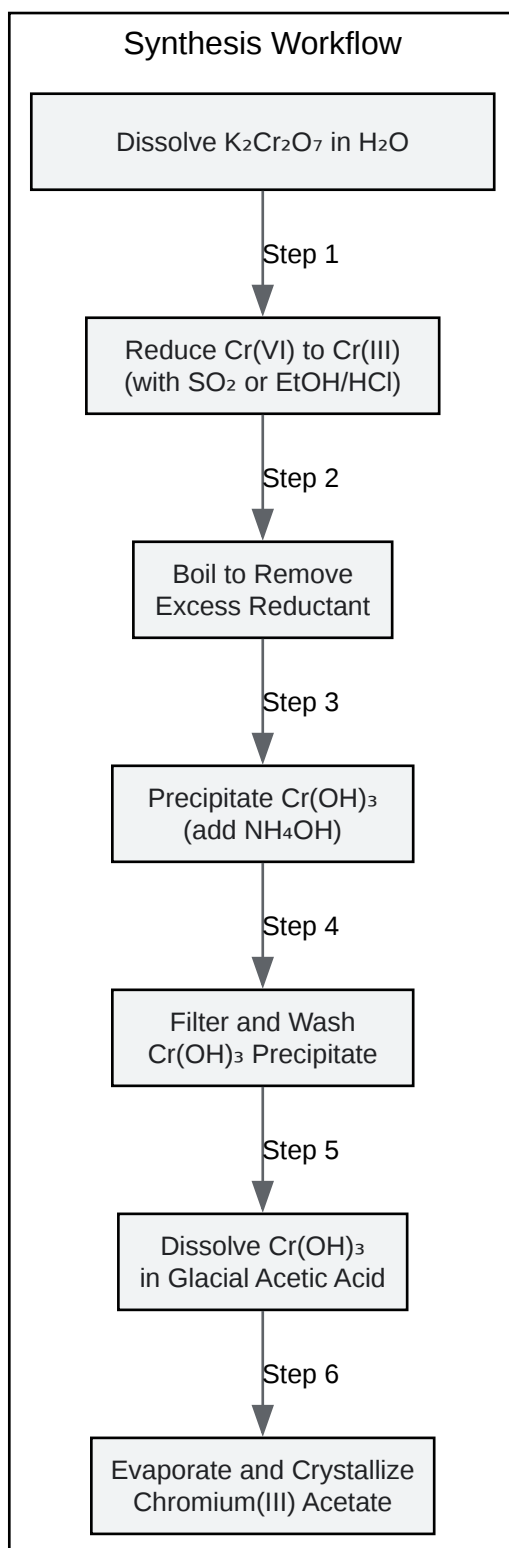 Synthesis Workflow
Dissolve K₂Cr₂O₇ in H₂O
Step 1
Reduce Cr(VI) to Cr(III)
(with SO₂ or EtOH/HCl)
Step 2
Boil to Remove
Excess Reductant
Step 3
Precipitate Cr(OH)₃
(add NH₄OH)
Step 4
Filter and Wash
Cr(OH)₃ Precipitate
Step 5
Dissolve Cr(OH)₃
in Glacial Acetic Acid
Step 6
Evaporate and Crystallize
Chromium(III) Acetate